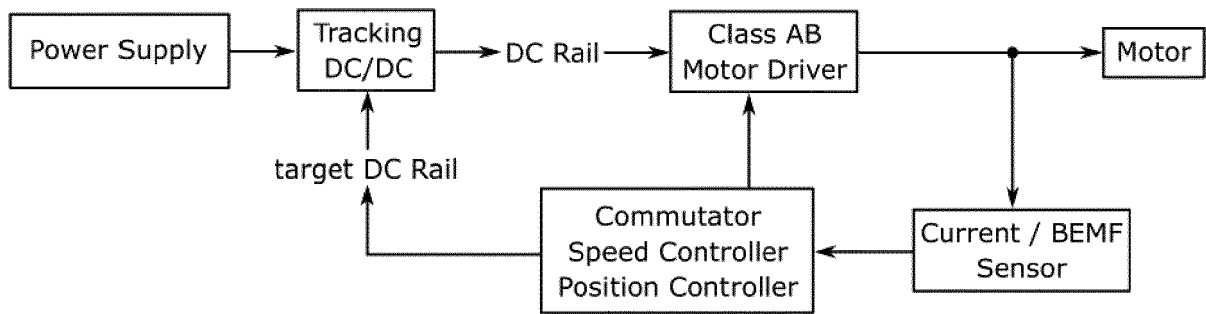 Power Supply
Tracking
DC/DC
DC Rail
Class AB
Motor Driver
Motor
target DC Rail
Commutator
Speed Controller
Position Controller
Current / BEMF
Sensor